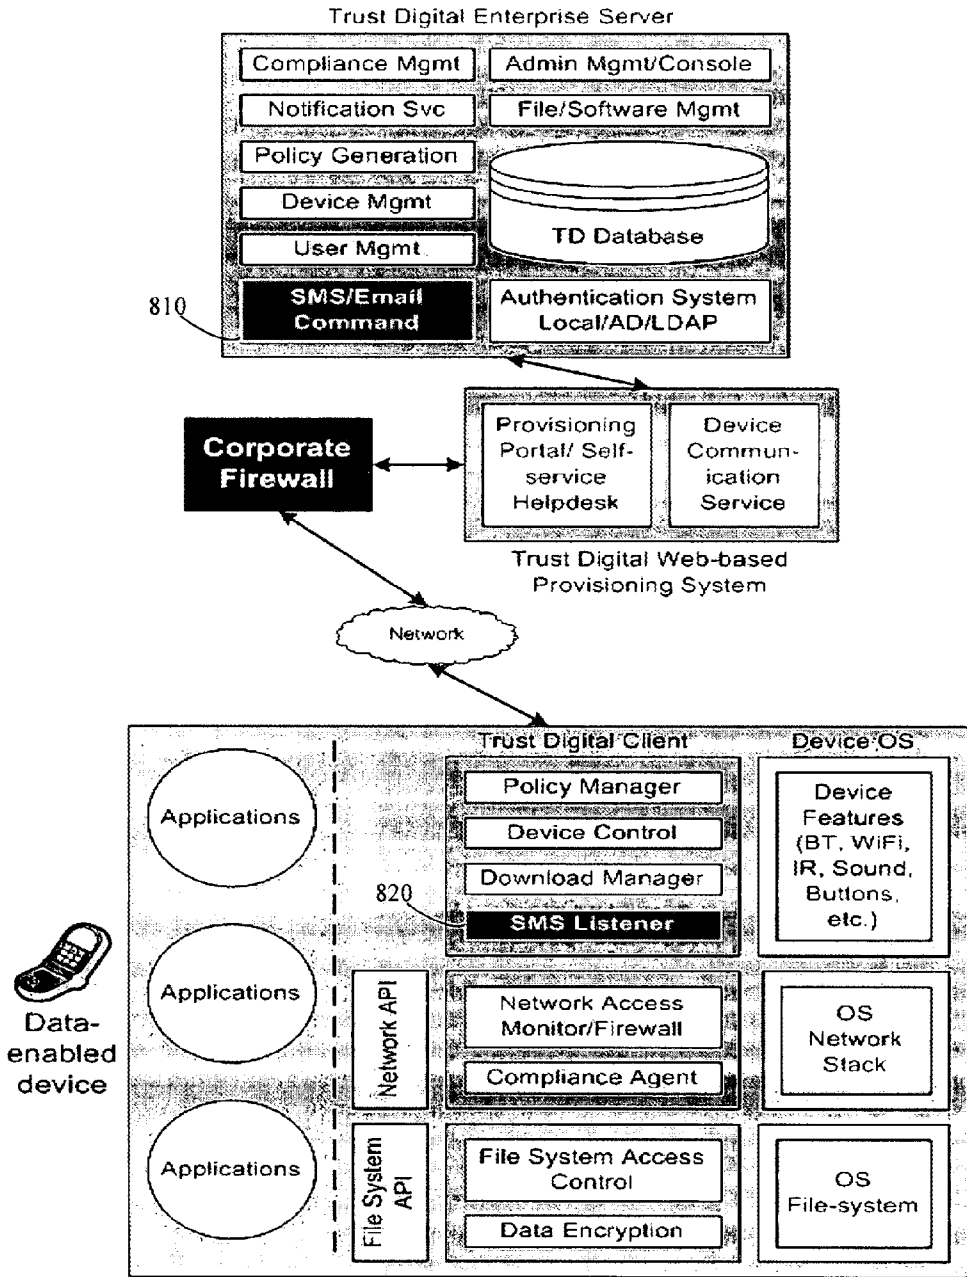 Trust Digital Enterprise Server
Compliance Mgmt
Admin Mgmt/Console
Notification Svc
File/Software Mgmt
Policy Generation
Device Mgmt
TD Database
User Mgmt
810
SMS/Email
Command
Authentication System
Local/AD/LDAP
Corporate
Firewall
Provisioning
Portal/ Self-
service
Helpdesk
Device
Commun-
ication
Service
Trust Digital Web-based
Provisioning System
Network
Trust Digital Client
Device OS
Applications
Policy Manager
Device Control
Download Manager
820
SMS Listener
Device
Features
(BT, WiFi,
IR, Sound,
Buttons,
etc.)
Data-
enabled
device
Applications
Network API
Network Access
Monitor/Firewall
Compliance Agent
OS
Network
Stack
Applications
File System
API
File System Access
Control
Data Encryption
OS
File-system